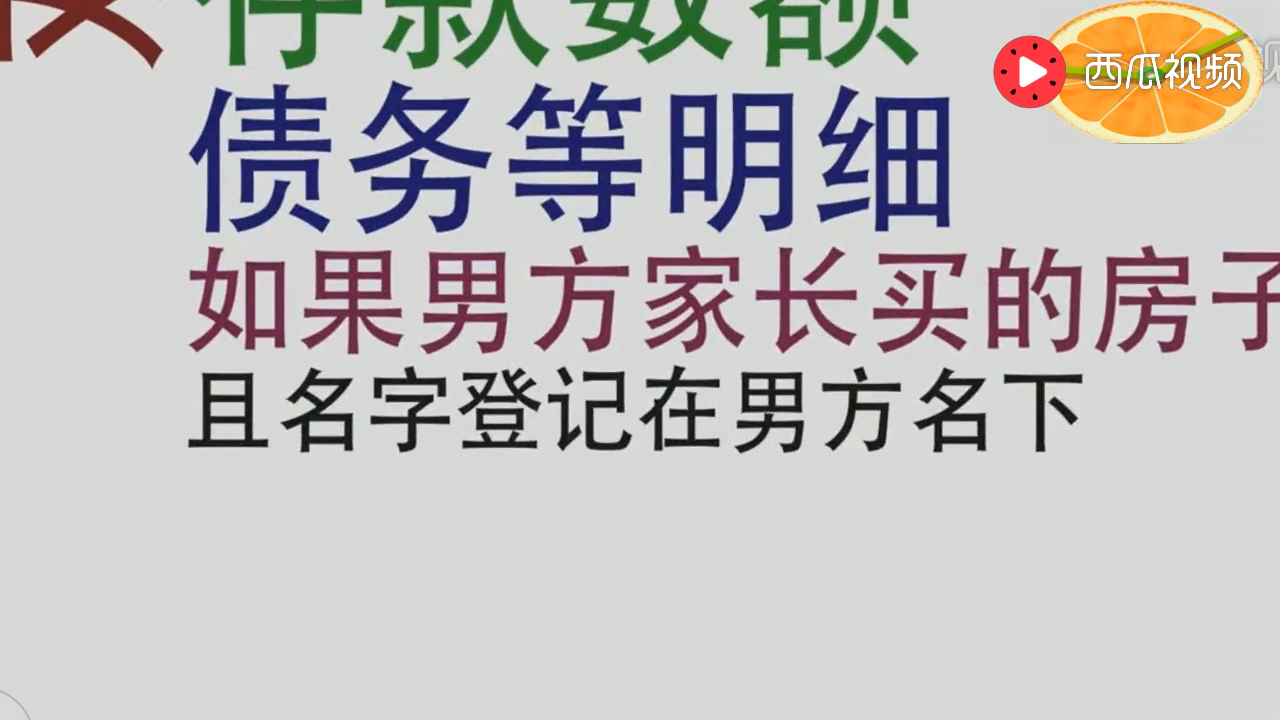 存款数额
西瓜视频
债务等明细
如果男方家长买的房子
且名字登记在男方名下